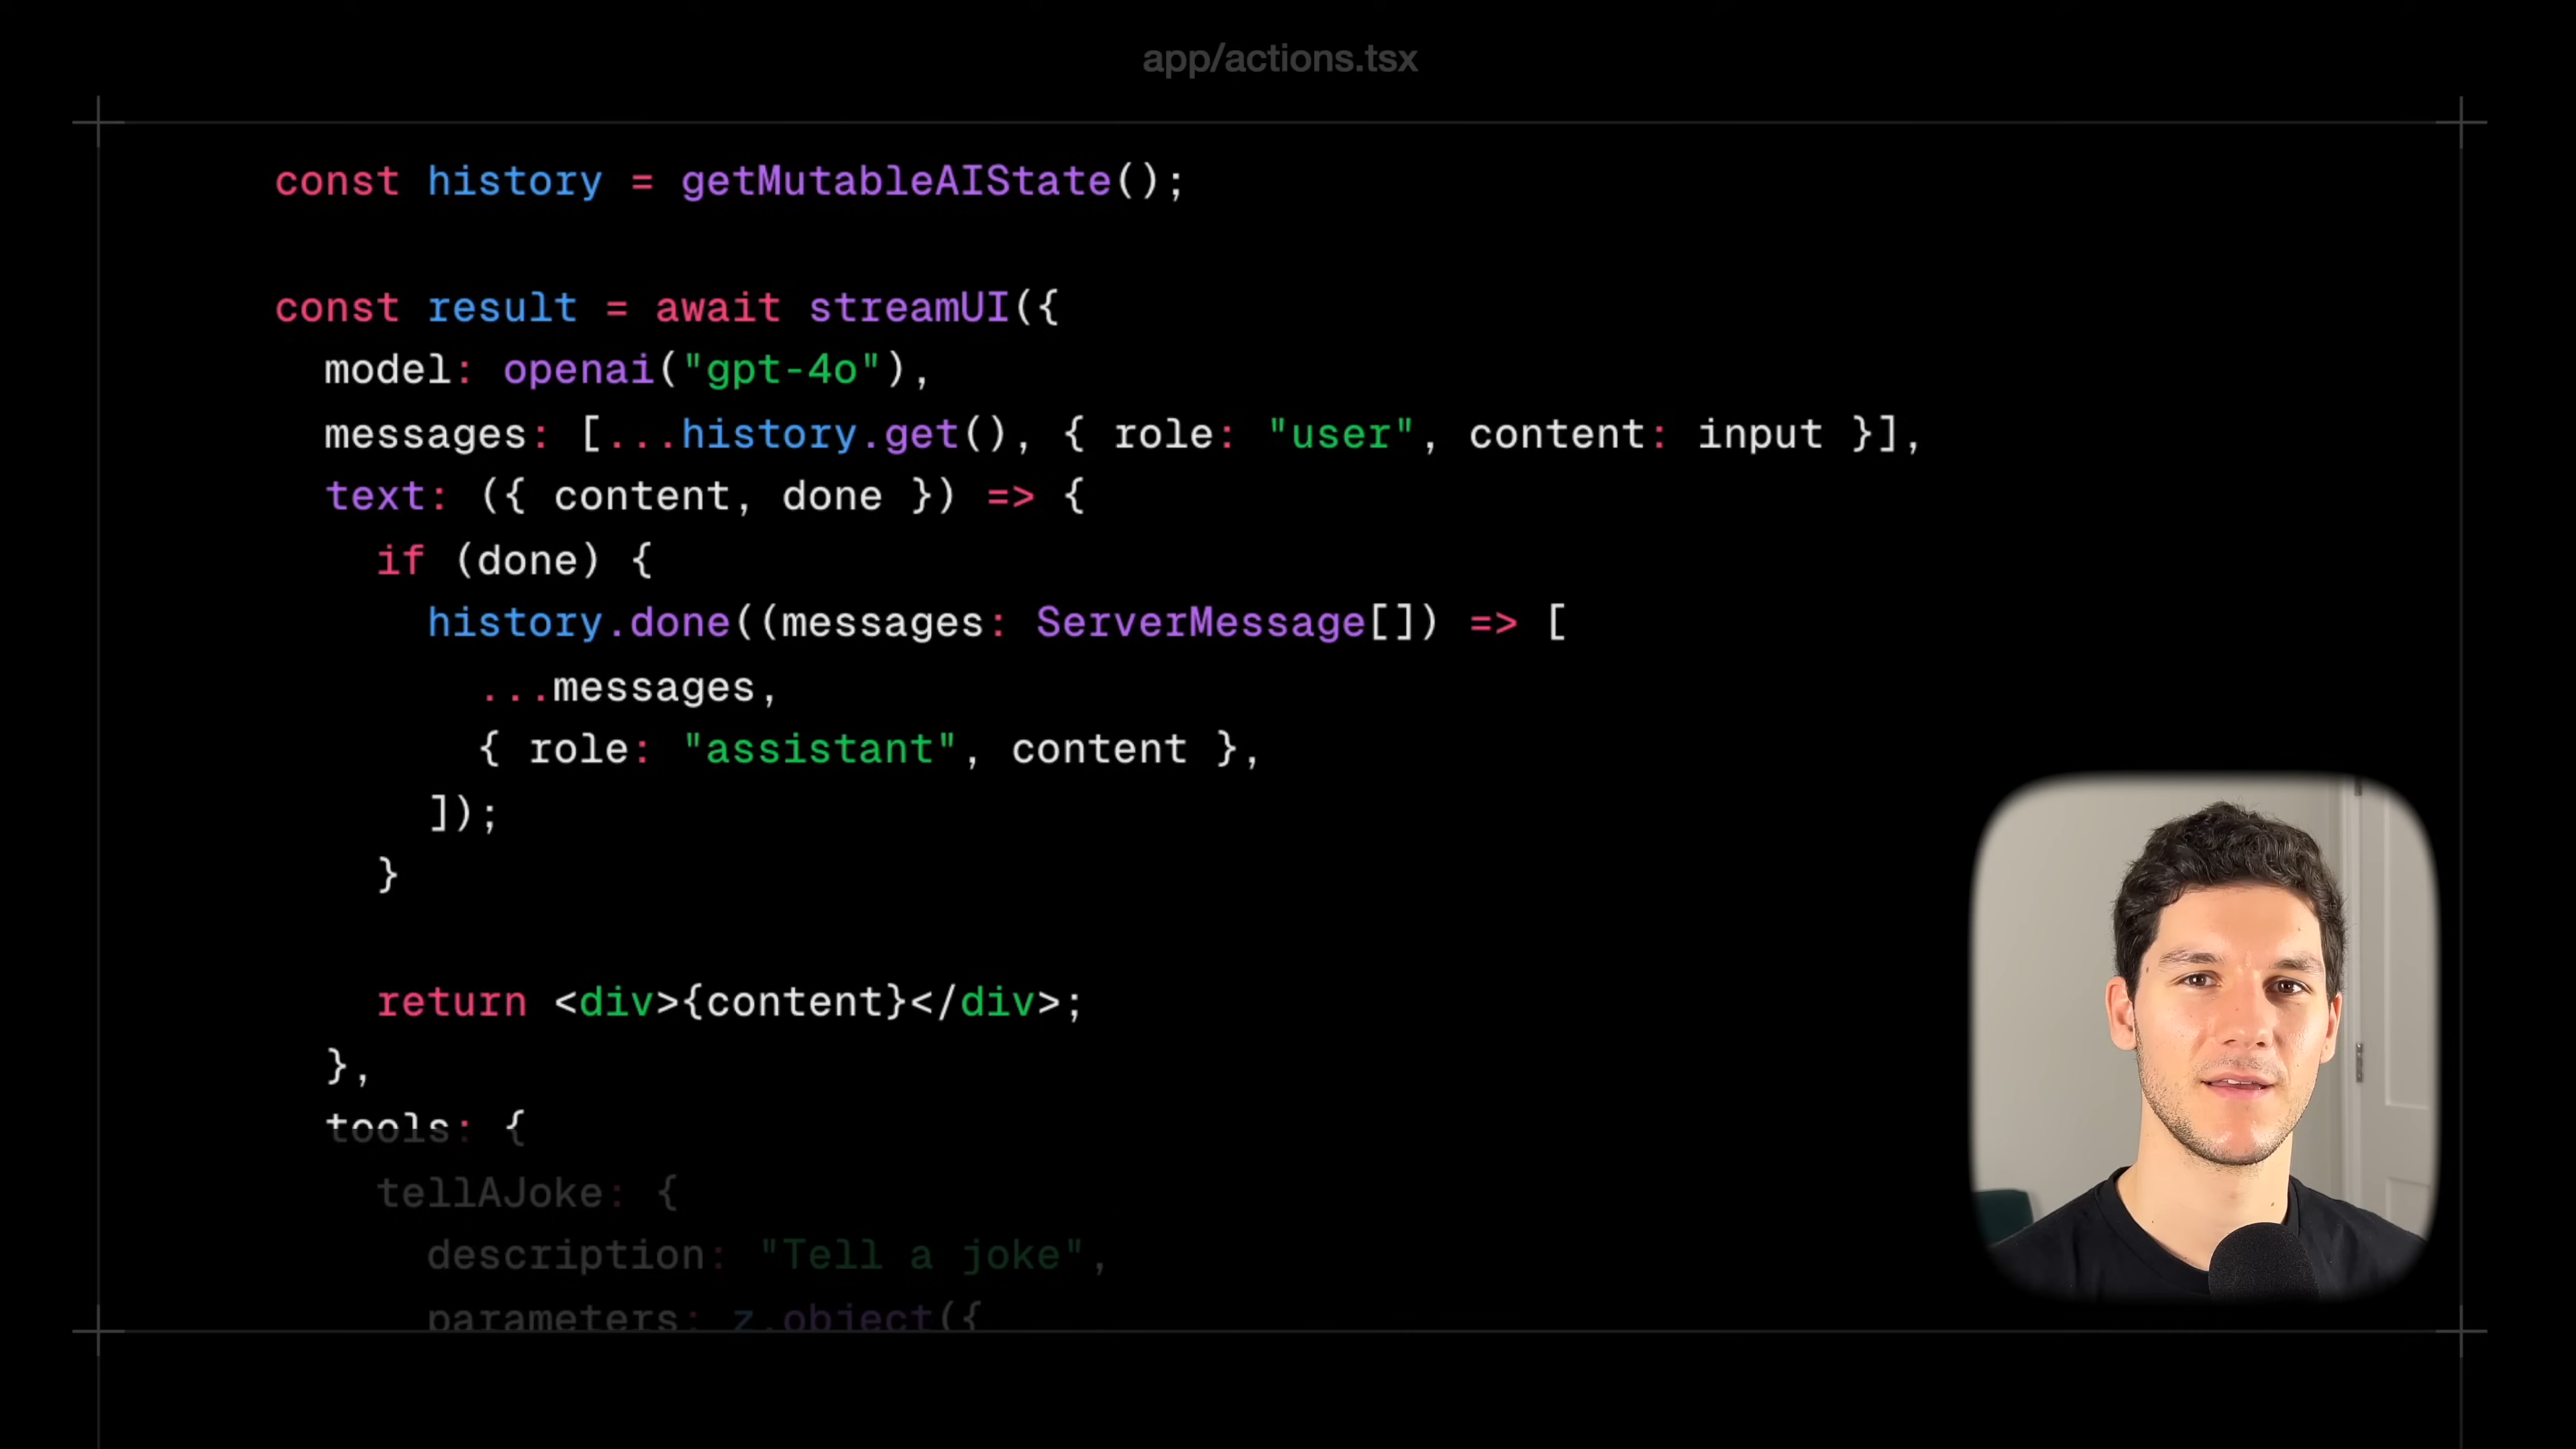 app/actions.tsx
const history = getMutableAIState();
const result = await streamUI({
model: openai("gpt-4o"),
messages: [...history.get(), { role: "user", content: input }],
text: ({ content, done }) => {
if (done) {
history.done((messages: ServerMessage[]) => [
...messages,
{ role: "assistant", content },
]);
}
return <div>{content}</div>;
},
tools: {
tellAJoke: {
description: "Tell a joke",
parameters: z.object({